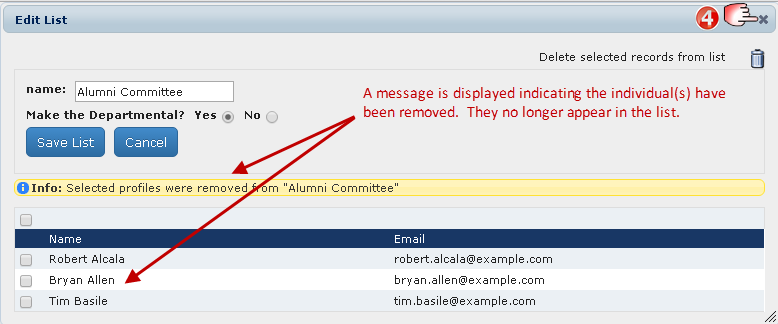 Edit List
4
Delete selected records from list
name: Alumni Committee
Make the Departmental? Yes No
Save List Cancel
A message is displayed indicating the individual(s) have
been removed. They no longer appear in the list.
Info: Selected profiles were removed from "Alumni Committee"
Name Email
Robert Alcala robert.alcala@example.com
Bryan Allen bryan.allen@example.com
Tim Basile tim.basile@example.com